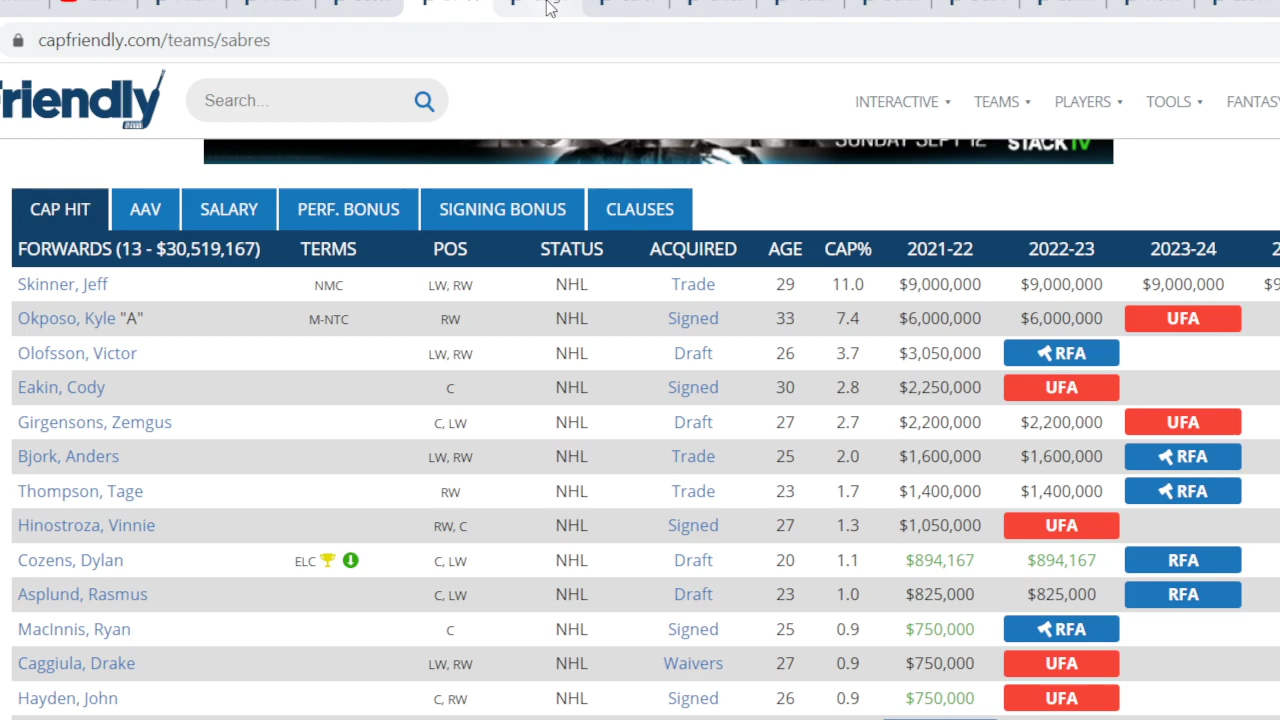 capfriendly.com/teams/sabres
riendly
Search...
INTERACTIVE TEAMS PLAYERS TOOLS FANTASY
SUNDAY SEPT 12 STACKTV
CAP HIT AAV SALARY PERF. BONUS SIGNING BONUS CLAUSES
FORWARDS (13 - $30,519,167) TERMS POS STATUS ACQUIRED AGE CAP% 2021-22 2022-23 2023-24 2
Skinner, Jeff NMC LW, RW NHL Trade 29 11.0 $9,000,000 $9,000,000 $9,000,000 $9
Okposo, Kyle "A" M-NTC RW NHL Signed 33 7.4 $6,000,000 $6,000,000 UFA
Olofsson, Victor LW, RW NHL Draft 26 3.7 $3,050,000 RFA
Eakin, Cody C NHL Signed 30 2.8 $2,250,000 UFA
Girgensons, Zemgus C, LW NHL Draft 27 2.7 $2,200,000 $2,200,000 UFA
Bjork, Anders LW, RW NHL Trade 25 2.0 $1,600,000 $1,600,000 RFA
Thompson, Tage RW NHL Trade 23 1.7 $1,400,000 $1,400,000 RFA
Hinostroza, Vinnie RW, C NHL Signed 27 1.3 $1,050,000 UFA
Cozens, Dylan ELC C, LW NHL Draft 20 1.1 $894,167 $894,167 RFA
Asplund, Rasmus C, LW NHL Draft 23 1.0 $825,000 $825,000 RFA
MacInnis, Ryan C NHL Signed 25 0.9 $750,000 RFA
Caggiula, Drake LW, RW NHL Waivers 27 0.9 $750,000 UFA
Hayden, John C, RW NHL Signed 26 0.9 $750,000 UFA